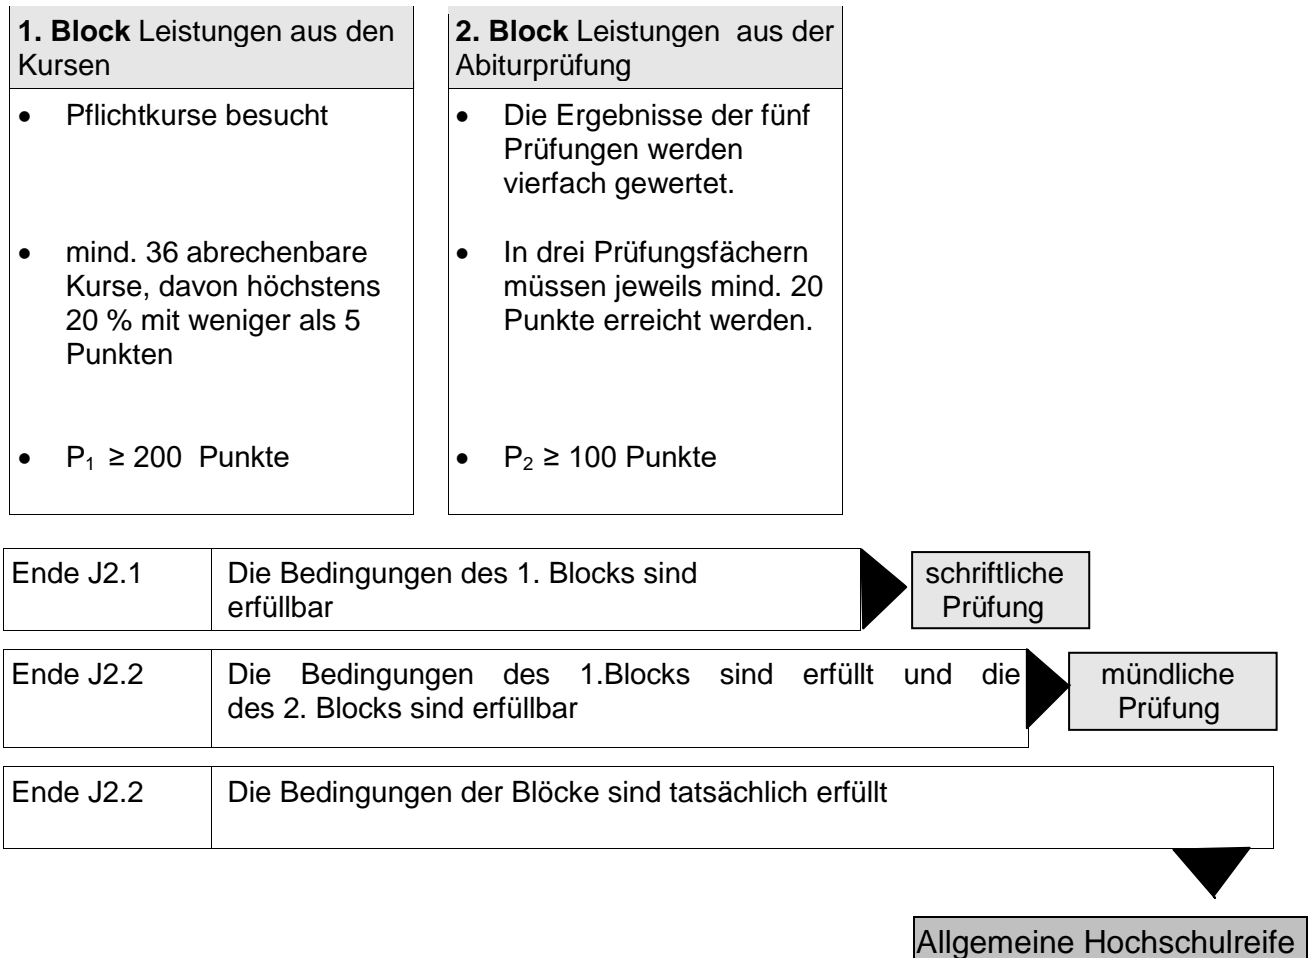 1. Block Leistungen aus den
Kursen
• Pflichtkurse besucht
• mind. 36 abrechenbare
Kurse, davon höchstens
20 % mit weniger als 5
Punkten
• P₁ ≥ 200 Punkte
2. Block Leistungen aus der
Abiturprüfung
• Die Ergebnisse der fünf
Prüfungen werden
vierfach gewertet.
• In drei Prüfungsfächern
müssen jeweils mind. 20
Punkte erreicht werden.
• P₂ ≥ 100 Punkte
Ende J2.1
Die Bedingungen des 1. Blocks sind
erfüllbar
schriftliche
Prüfung
Ende J2.2
Die Bedingungen des 1.Blocks sind erfüllt und die
des 2. Blocks sind erfüllbar
mündliche
Prüfung
Ende J2.2
Die Bedingungen der Blöcke sind tatsächlich erfüllt
Allgemeine Hochschulreife